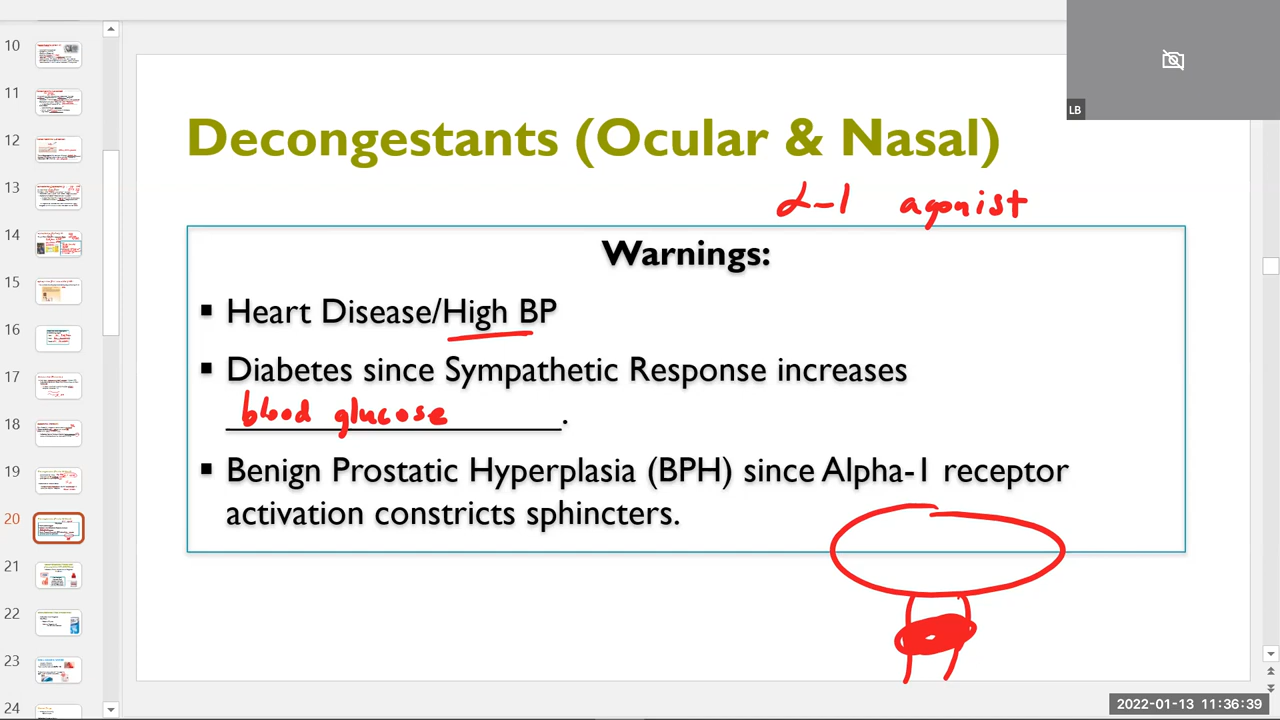 10
11
12
13
14
15
16
17
18
19
20
21
22
23
24
LB
Decongestants (Ocular & Nasal)
α-1 agonist
Warnings:
▪ Heart Disease/High BP
▪ Diabetes since Sympathetic Response increases
blood glucose.
▪ Benign Prostatic Hyperplasia (BPH) since Alpha-1 receptor
activation constricts sphincters.
2022-01-13 11:36:39